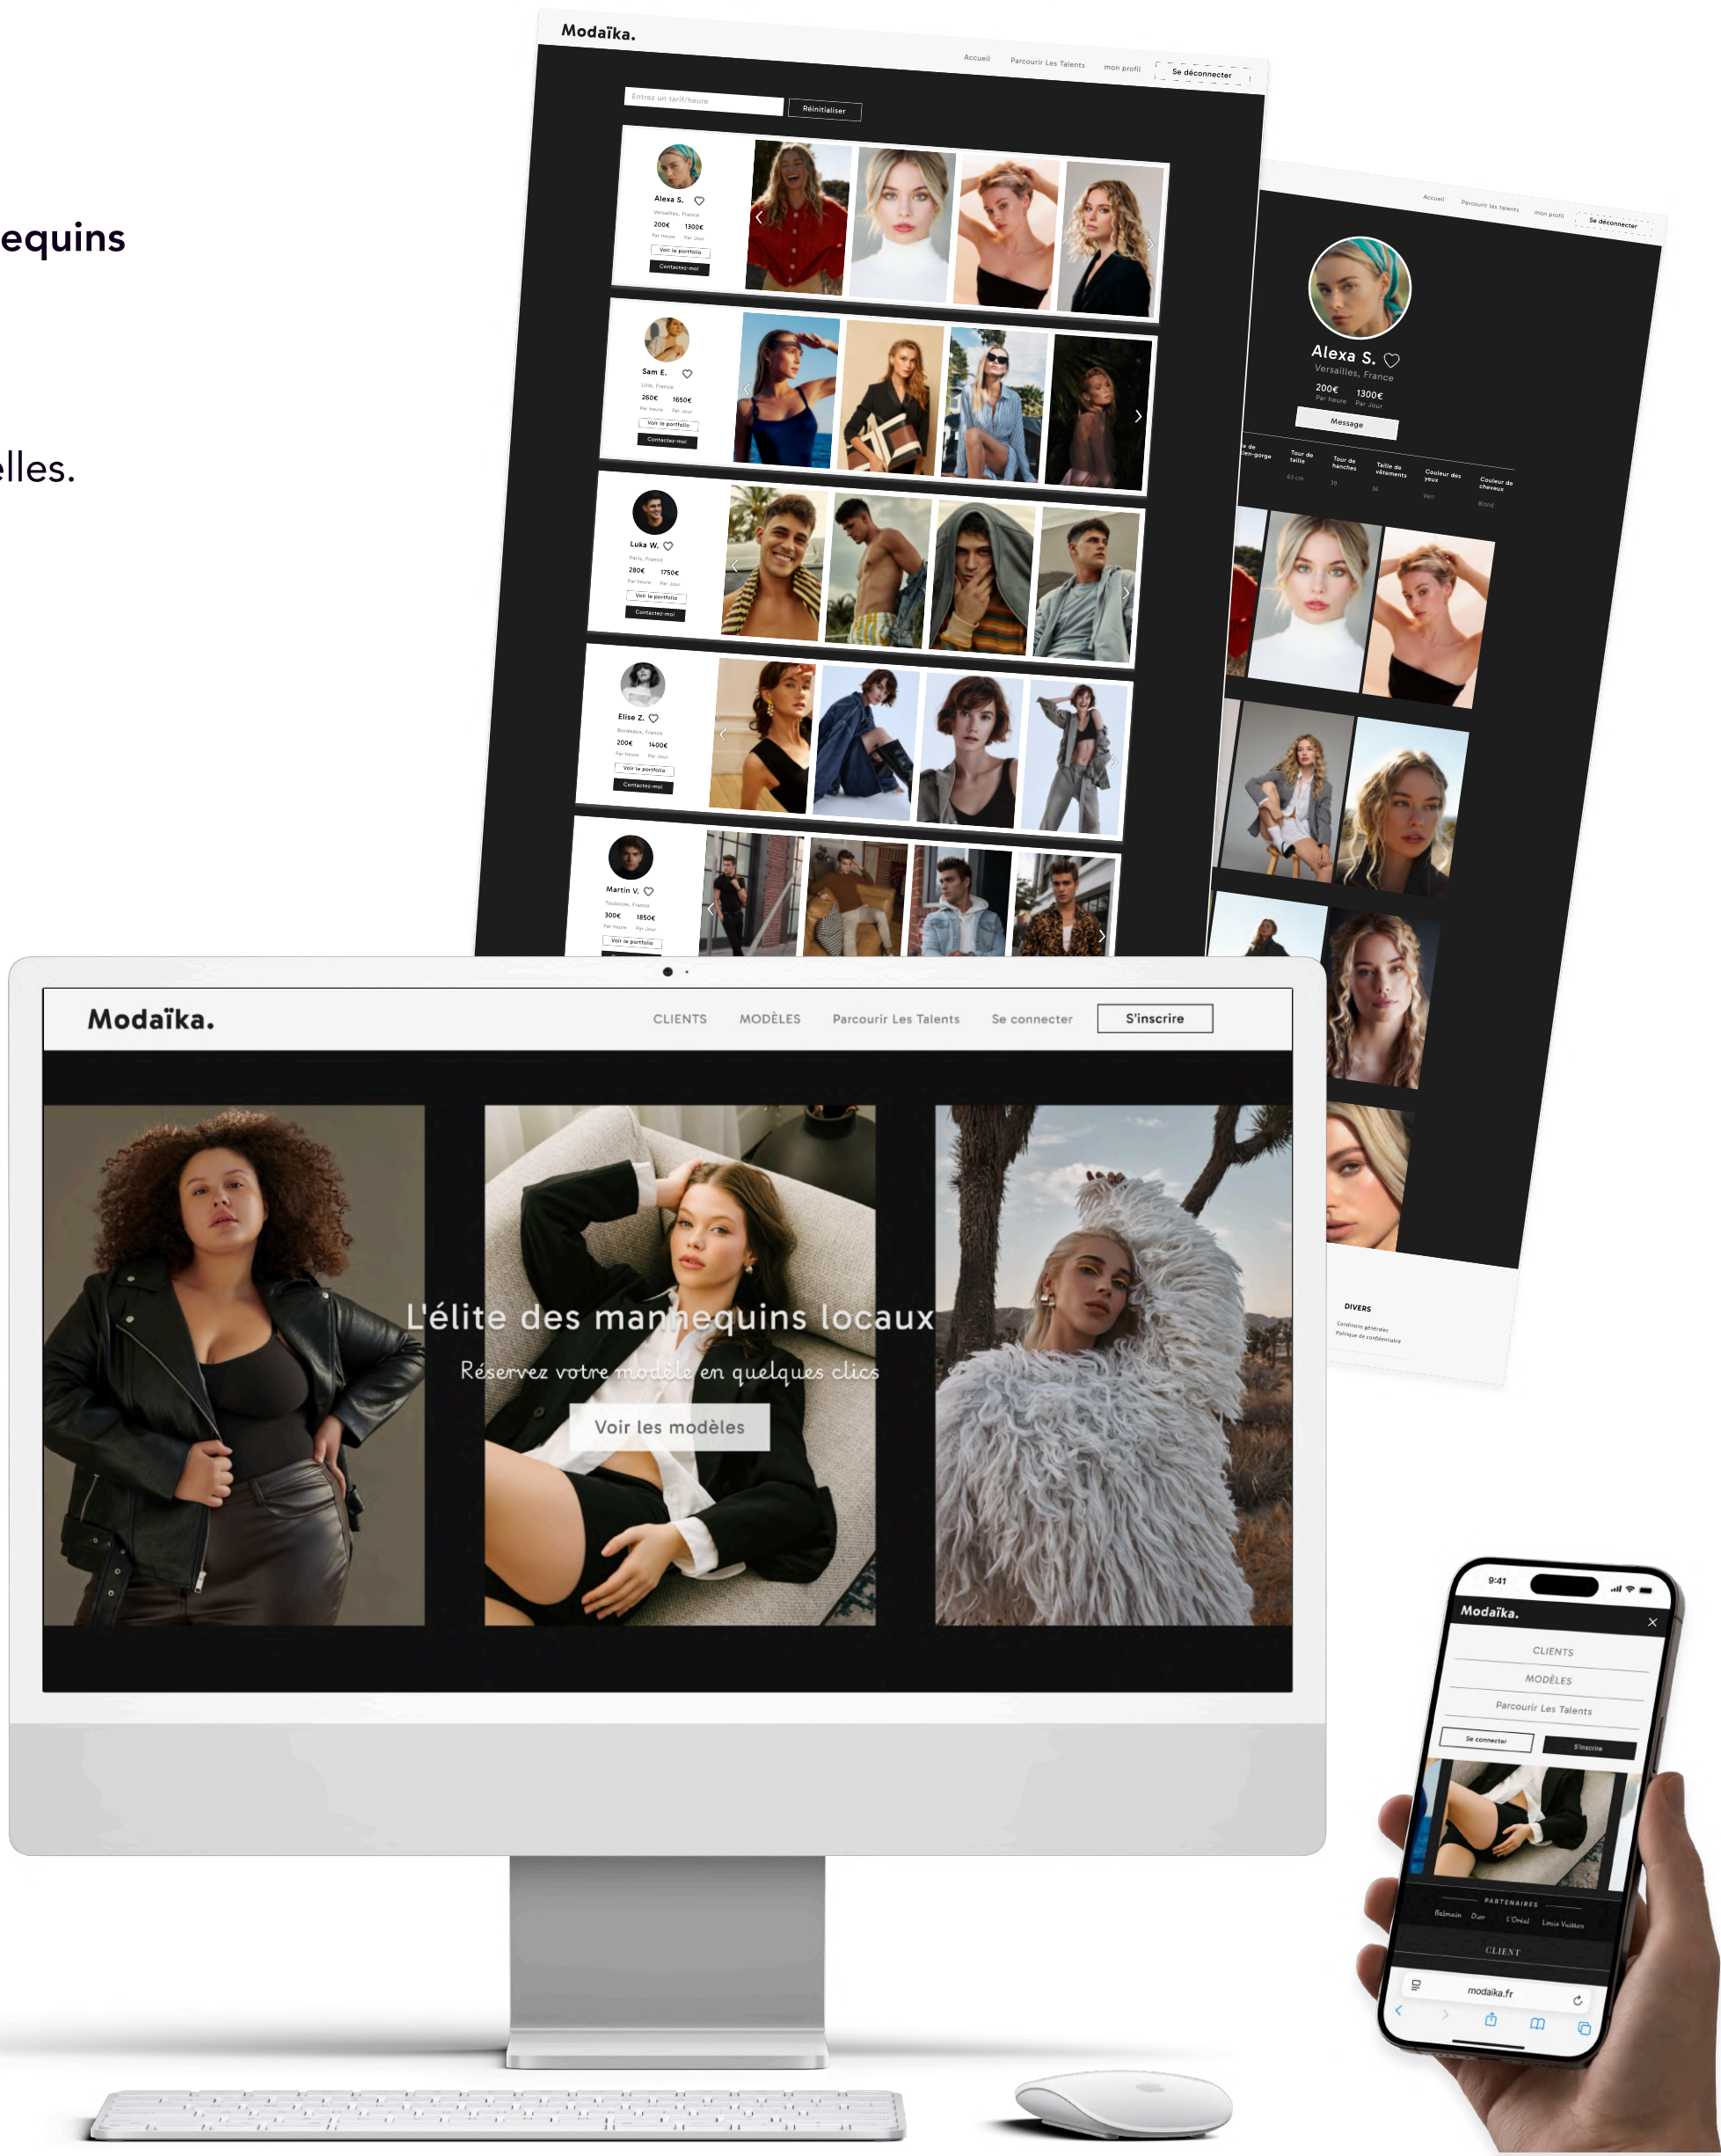 equins
elles.
Modaïka.
Accueil Parcourir Les Talents mon profil Se déconnecter
Entrez un tarif/heure Réinitialiser
Alexa S.
Versailles, France
200€ 1300€
Par heure Par Jour
Voir le portfolio
Contactez-moi
Sam E.
Lille, France
260€ 1650€
Par heure Par Jour
Voir le portfolio
Contactez-moi
Luka W.
Paris, France
280€ 1750€
Par heure Par Jour
Voir le portfolio
Contactez-moi
Elise Z.
Bordeaux, France
200€ 1400€
Par heure Par Jour
Voir le portfolio
Contactez-moi
Martin V.
Toulouse, France
300€ 1850€
Par heure Par Jour
Voir le portfolio
Accueil Parcourir les talents mon profil Se déconnecter
Alexa S.
Versailles, France
200€ 1300€
Par heure Par Jour
Message
Tour de taille Tour de hanches Taille de vêtements Couleur des yeux Couleur de cheveux
63 cm 39 36 Vert Blond
DIVERS
Conditions générales
Politique de confidentialité
Modaïka.
CLIENTS MODÈLES Parcourir Les Talents Se connecter S'inscrire
L'élite des mannequins locaux
Réservez votre modèle en quelques clics
Voir les modèles
9:41
Modaïka.
CLIENTS
MODÈLES
Parcourir Les Talents
Se connecter S'inscrire
PARTENAIRES
Balmain Dior L'Oréal Louis Vuitton
CLIENT
modaika.fr